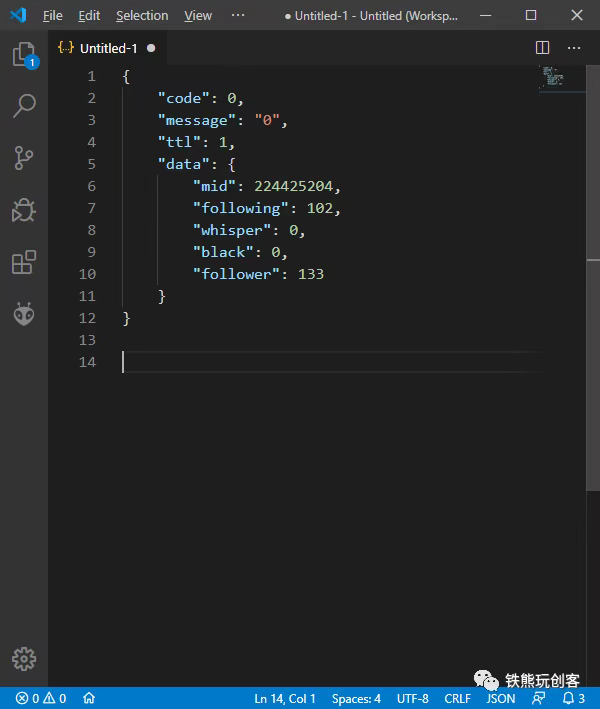 File Edit Selection View ··· ● Untitled-1 - Untitled (Worksp...
1
{..} Untitled-1 ●
1 {
2 "code": 0,
3 "message": "0",
4 "ttl": 1,
5 "data": {
6 "mid": 224425204,
7 "following": 102,
8 "whisper": 0,
9 "black": 0,
10 "follower": 133
11 }
12 }
13
14
铁熊玩创客
0 0 Ln 14, Col 1 Spaces: 4 UTF-8 CRLF JSON 3